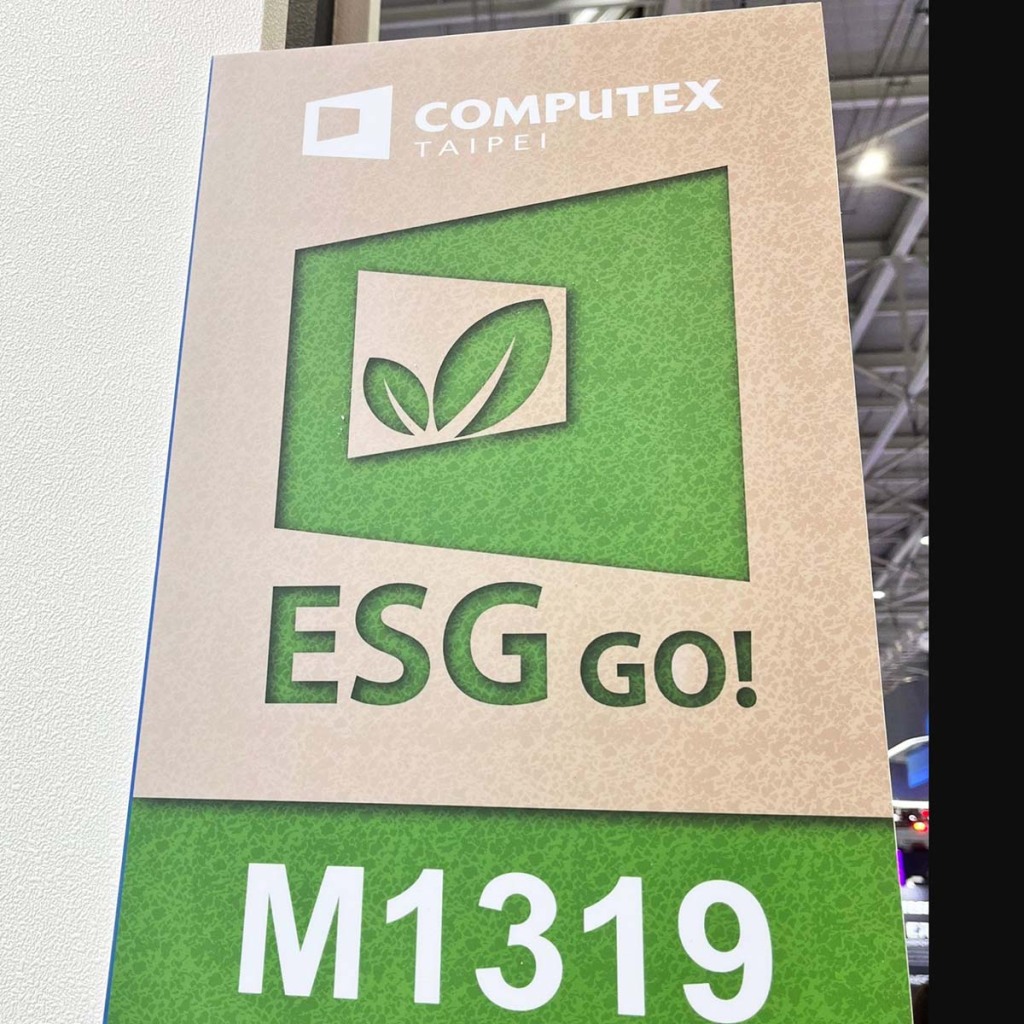 COMPUTEX
TAIPEI
ESG GO!
M1319